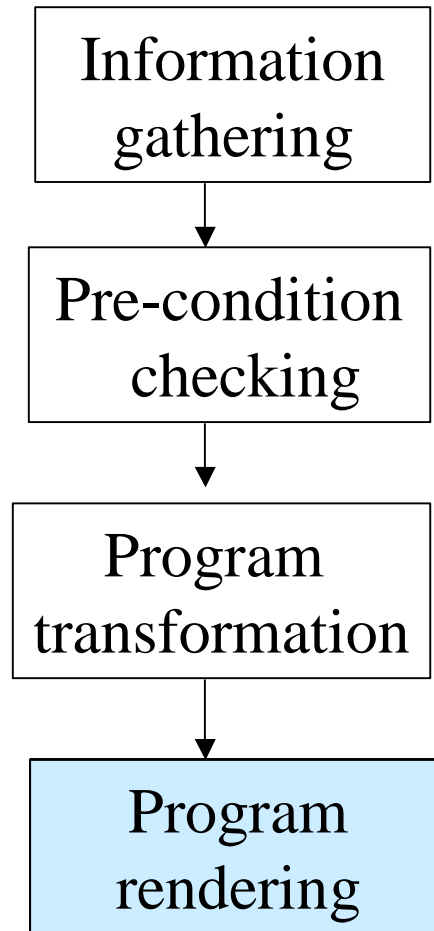 Information
gathering
Pre-condition
checking
Program
transformation
Program
rendering